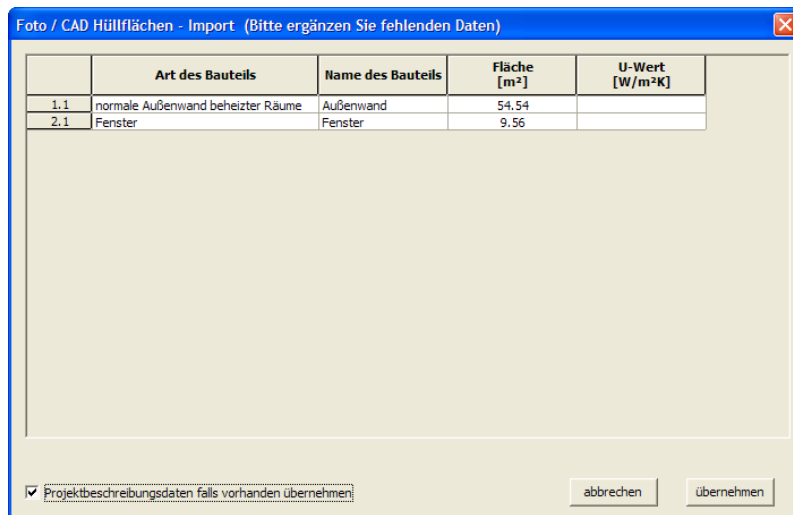 Foto / CAD Hüllflächen - Import (Bitte ergänzen Sie fehlenden Daten)
Art des Bauteils Name des Bauteils Fläche [m²] U-Wert [W/m²K]
1.1 normale Außenwand beheizter Räume Außenwand 54.54
2.1 Fenster Fenster 9.56
Projektbeschreibungsdaten falls vorhanden übernehmen abbrechen übernehmen